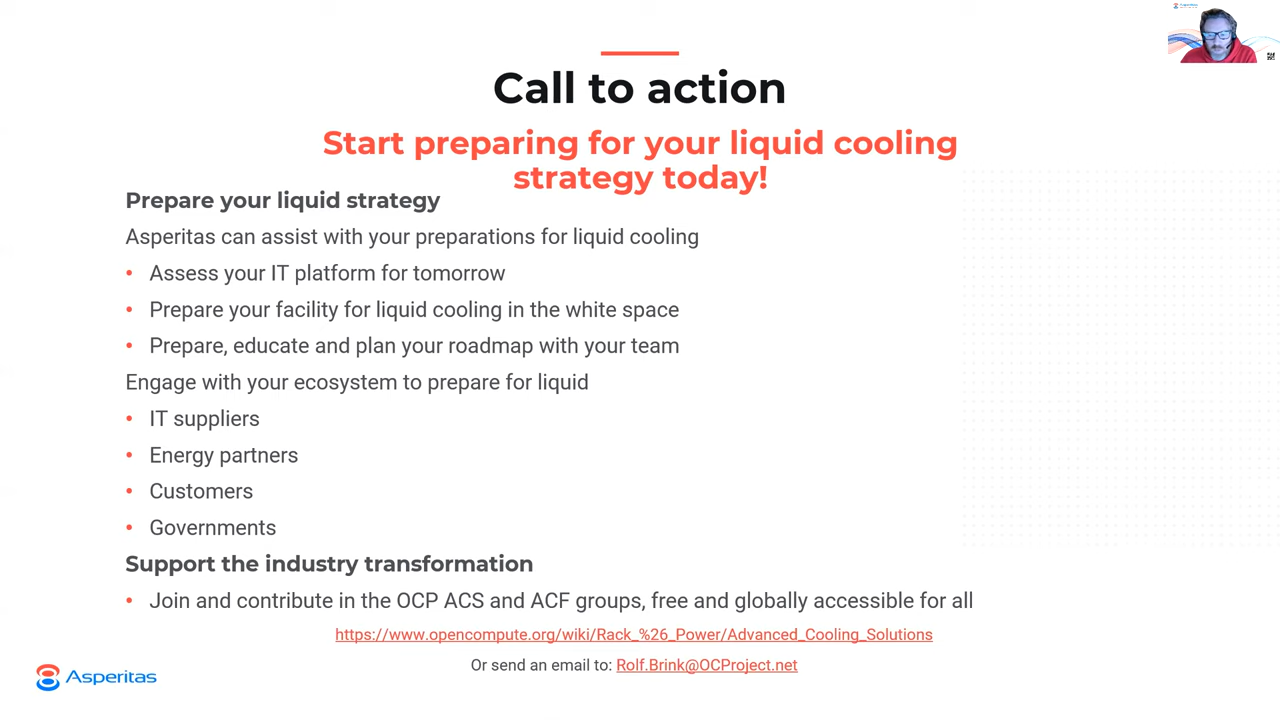 Call to action
Start preparing for your liquid cooling
strategy today!
Prepare your liquid strategy
Asperitas can assist with your preparations for liquid cooling
• Assess your IT platform for tomorrow
• Prepare your facility for liquid cooling in the white space
• Prepare, educate and plan your roadmap with your team
Engage with your ecosystem to prepare for liquid
• IT suppliers
• Energy partners
• Customers
• Governments
Support the industry transformation
• Join and contribute in the OCP ACS and ACF groups, free and globally accessible for all
https://www.opencompute.org/wiki/Rack_%26_Power/Advanced_Cooling_Solutions
Or send an email to: Rolf.Brink@OCProject.net
Asperitas